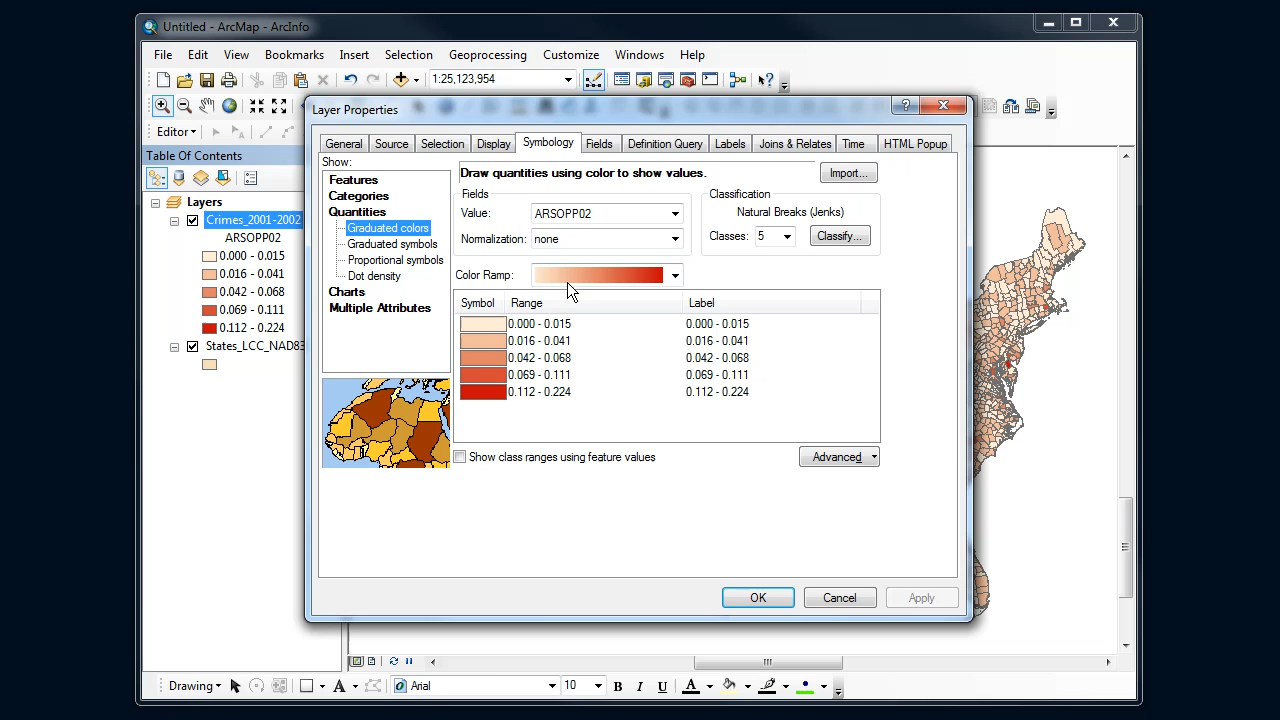 Untitled - ArcMap - ArcInfo
File Edit View Bookmarks Insert Selection Geoprocessing Customize Windows Help
1:25,123,954
Editor
Table Of Contents
Layers
Crimes_2001-2002
ARSOPP02
0.000 - 0.015
0.016 - 0.041
0.042 - 0.068
0.069 - 0.111
0.112 - 0.224
States_LCC_NAD83
Layer Properties
General Source Selection Display Symbology Fields Definition Query Labels Joins & Relates Time HTML Popup
Show:
Features
Categories
Quantities
Graduated colors
Graduated symbols
Proportional symbols
Dot density
Charts
Multiple Attributes
Draw quantities using color to show values.
Import...
Fields
Value: ARSOPP02
Normalization: none
Classification
Natural Breaks (Jenks)
Classes: 5 Classify...
Color Ramp:
Symbol Range Label
0.000 - 0.015 0.000 - 0.015
0.016 - 0.041 0.016 - 0.041
0.042 - 0.068 0.042 - 0.068
0.069 - 0.111 0.069 - 0.111
0.112 - 0.224 0.112 - 0.224
Show class ranges using feature values
Advanced
OK Cancel Apply
Drawing A Arial 10 B I U A